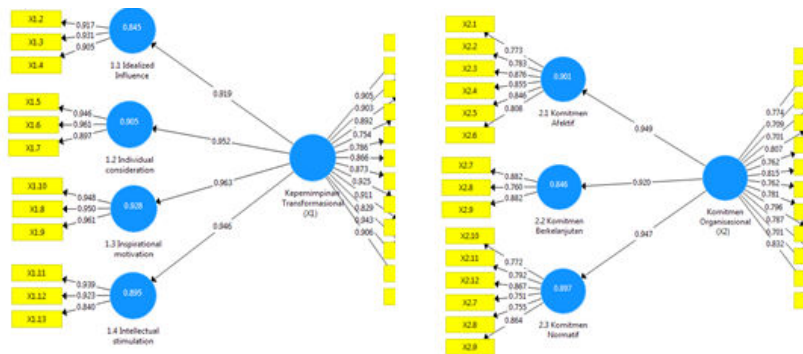 X1.2
X1.3
X1.4
0.917
0.931
0.905
0.845
1.1 Idealized
Influence
0.919
X1.5
X1.6
X1.7
0.946
0.961
0.897
0.905
1.2 Individual
consideration
0.952
X1.10
X1.8
X1.9
0.948
0.950
0.961
0.928
1.3 Inspirational
motivation
0.963
X1.11
X1.12
X1.13
0.939
0.923
0.840
0.895
1.4 Intellectual
stimulation
0.946
Kepemimpinan
Transformasional
(X1)
0.905
0.903
0.892
0.754
0.786
0.866
0.873
0.925
0.911
0.829
0.943
0.906
X2.1
X2.2
X2.3
X2.4
X2.5
X2.6
0.773
0.783
0.876
0.855
0.846
0.808
0.901
2.1 Komitmen
Afektif
0.949
X2.7
X2.8
X2.9
0.882
0.760
0.882
0.846
2.2 Komitmen
Berkelanjutan
0.920
X2.10
X2.11
X2.12
X2.7
X2.8
X2.9
0.772
0.792
0.867
0.751
0.755
0.864
0.897
2.3 Komitmen
Normatif
0.947
Komitmen
Organisasional
(X2)
0.774
0.709
0.701
0.807
0.762
0.815
0.762
0.781
0.796
0.787
0.701
0.832